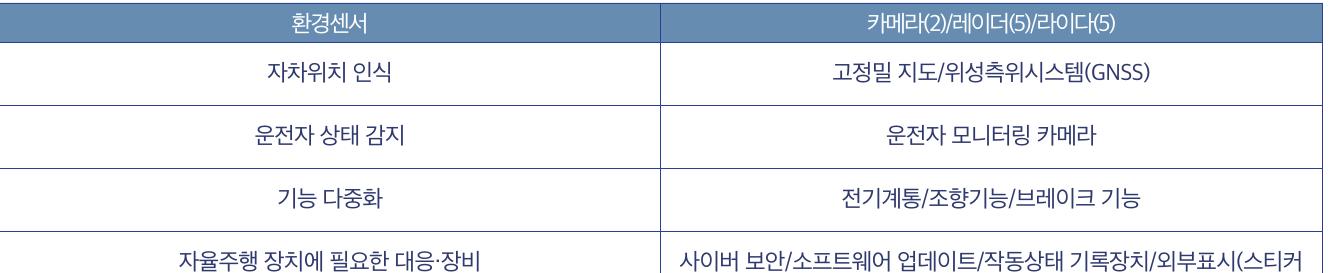 환경센서 카메라(2)/레이더(5)/라이다(5)
자차위치 인식 고정밀 지도/위성측위시스템(GNSS)
운전자 상태 감지 운전자 모니터링 카메라
기능 다중화 전기계통/조향기능/브레이크 기능
자율주행 장치에 필요한 대응·장비 사이버 보안/소프트웨어 업데이트/작동상태 기록장치/외부표시(스티커